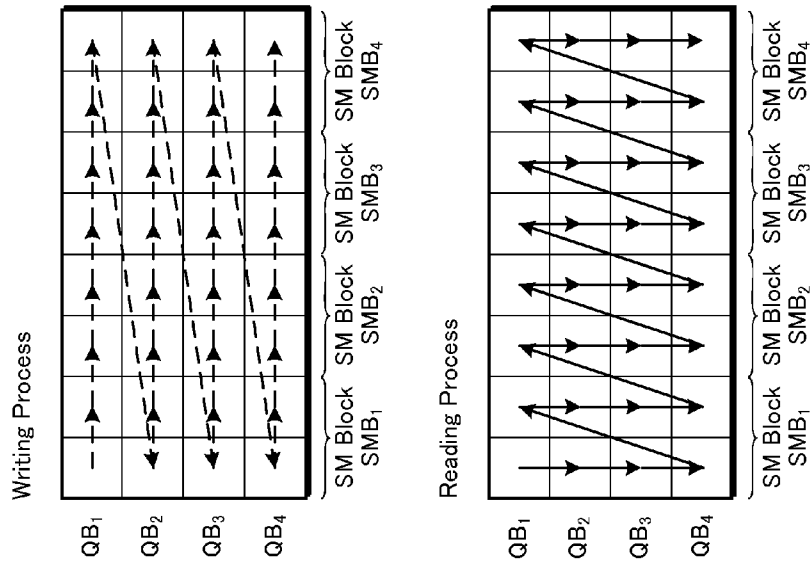 Writing Process
QB₁
QB₂
QB₃
QB₄
SM Block
SMB₁
SM Block
SMB₂
SM Block
SMB₃
SM Block
SMB₄
Reading Process
QB₁
QB₂
QB₃
QB₄
SM Block
SMB₁
SM Block
SMB₂
SM Block
SMB₃
SM Block
SMB₄